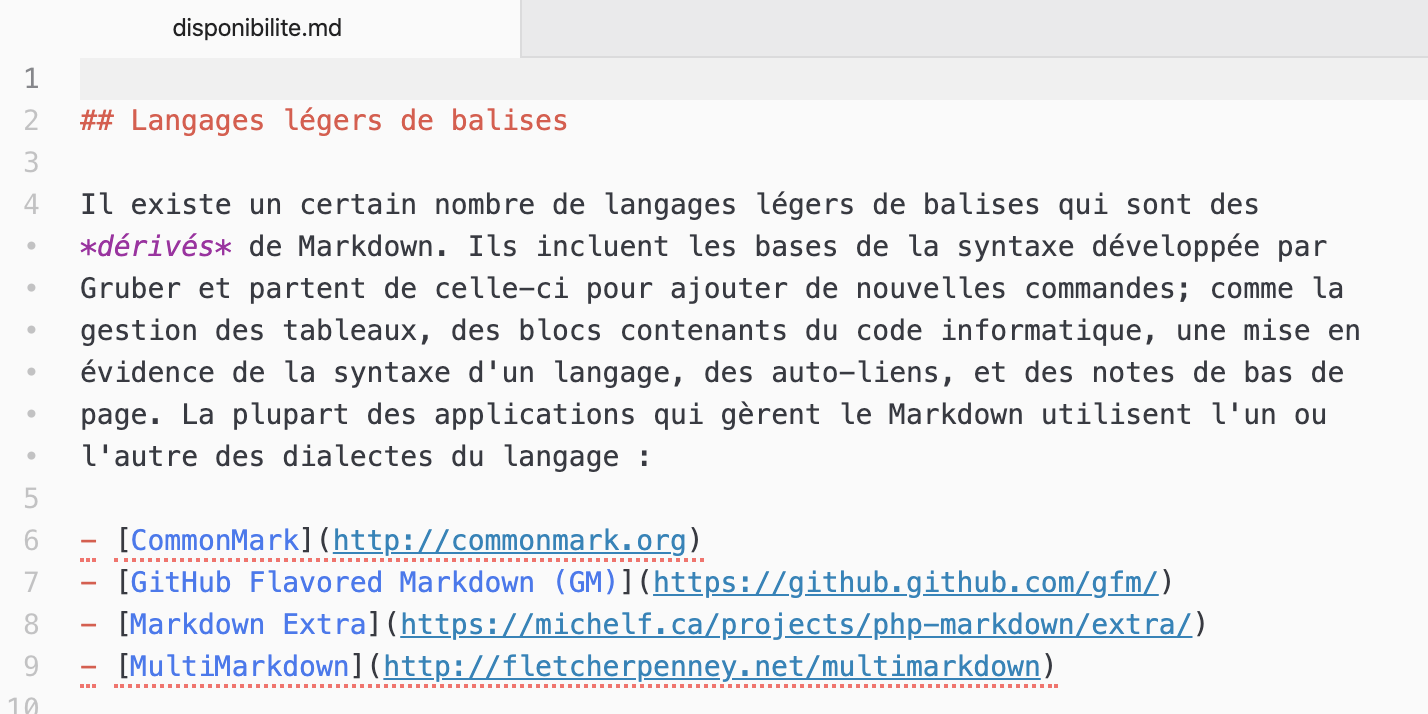 disponibilite.md
1
2 ## Langages légers de balises
3
4 Il existe un certain nombre de langages légers de balises qui sont des
• *dérivés* de Markdown. Ils incluent les bases de la syntaxe développée par
• Gruber et partent de celle-ci pour ajouter de nouvelles commandes; comme la
• gestion des tableaux, des blocs contenants du code informatique, une mise en
• évidence de la syntaxe d'un langage, des auto-liens, et des notes de bas de
• page. La plupart des applications qui gèrent le Markdown utilisent l'un ou
• l'autre des dialectes du langage :
5
6 - [CommonMark](http://commonmark.org)
7 - [GitHub Flavored Markdown (GM)](https://github.github.com/gfm/)
8 - [Markdown Extra](https://michelf.ca/projects/php-markdown/extra/)
9 - [MultiMarkdown](http://fletcherpenney.net/multimarkdown)
10